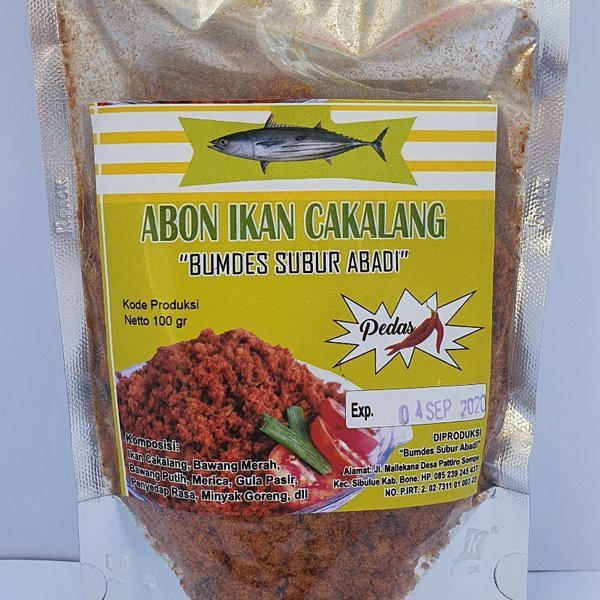 ABON IKAN CAKALANG
"BUMDES SUBUR ABADI"
Kode Produksi
Netto 100 gr
Pedas
Exp. 04 SEP 2020
Komposisi:
Ikan Cakalang, Bawang Merah,
Bawang Putih, Merica, Gula Pasir,
Penyedap Rasa, Minyak Goreng, dll
DIPRODUKSI
"Bumdes Subur Abadi"
Alamat: Jl. Mallekana Desa Pattiro Sompe
Kec. Sibulue Kab. Bone. HP. 085 239 245 437
NO. P.IRT. 2. 02 7311 01 003 23